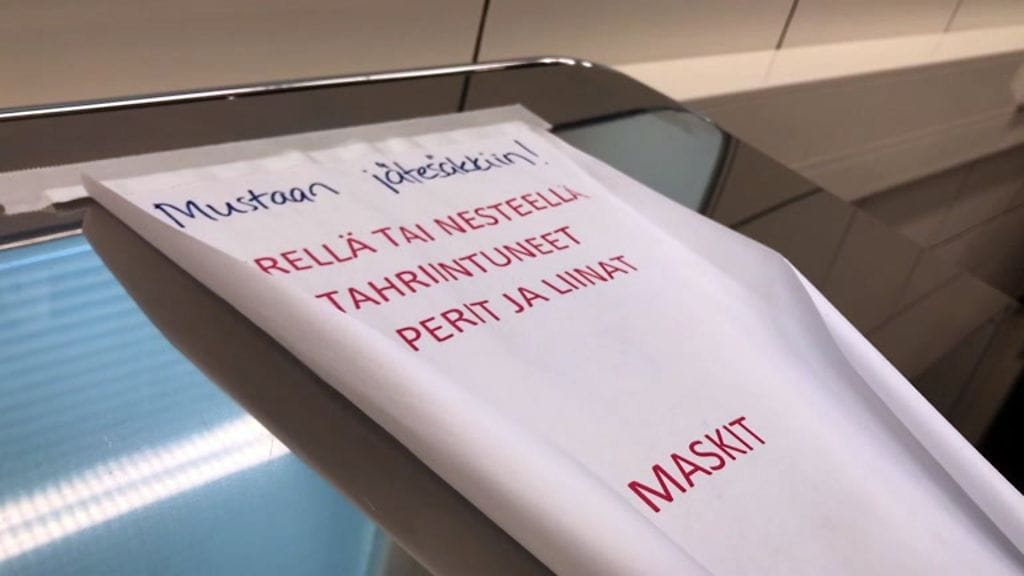 Mustaan jätesäkkiin!
RELLÄ TAI NESTEELLÄ
TAHRIINTUNEET
PERIT JA LIINAT
MASKIT